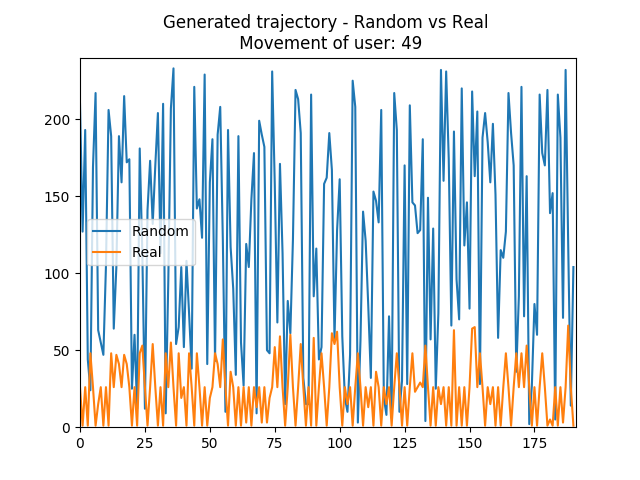 Generated trajectory - Random vs Real
Movement of user: 49
200
150
100
50
0
Random
Real
0 25 50 75 100 125 150 175